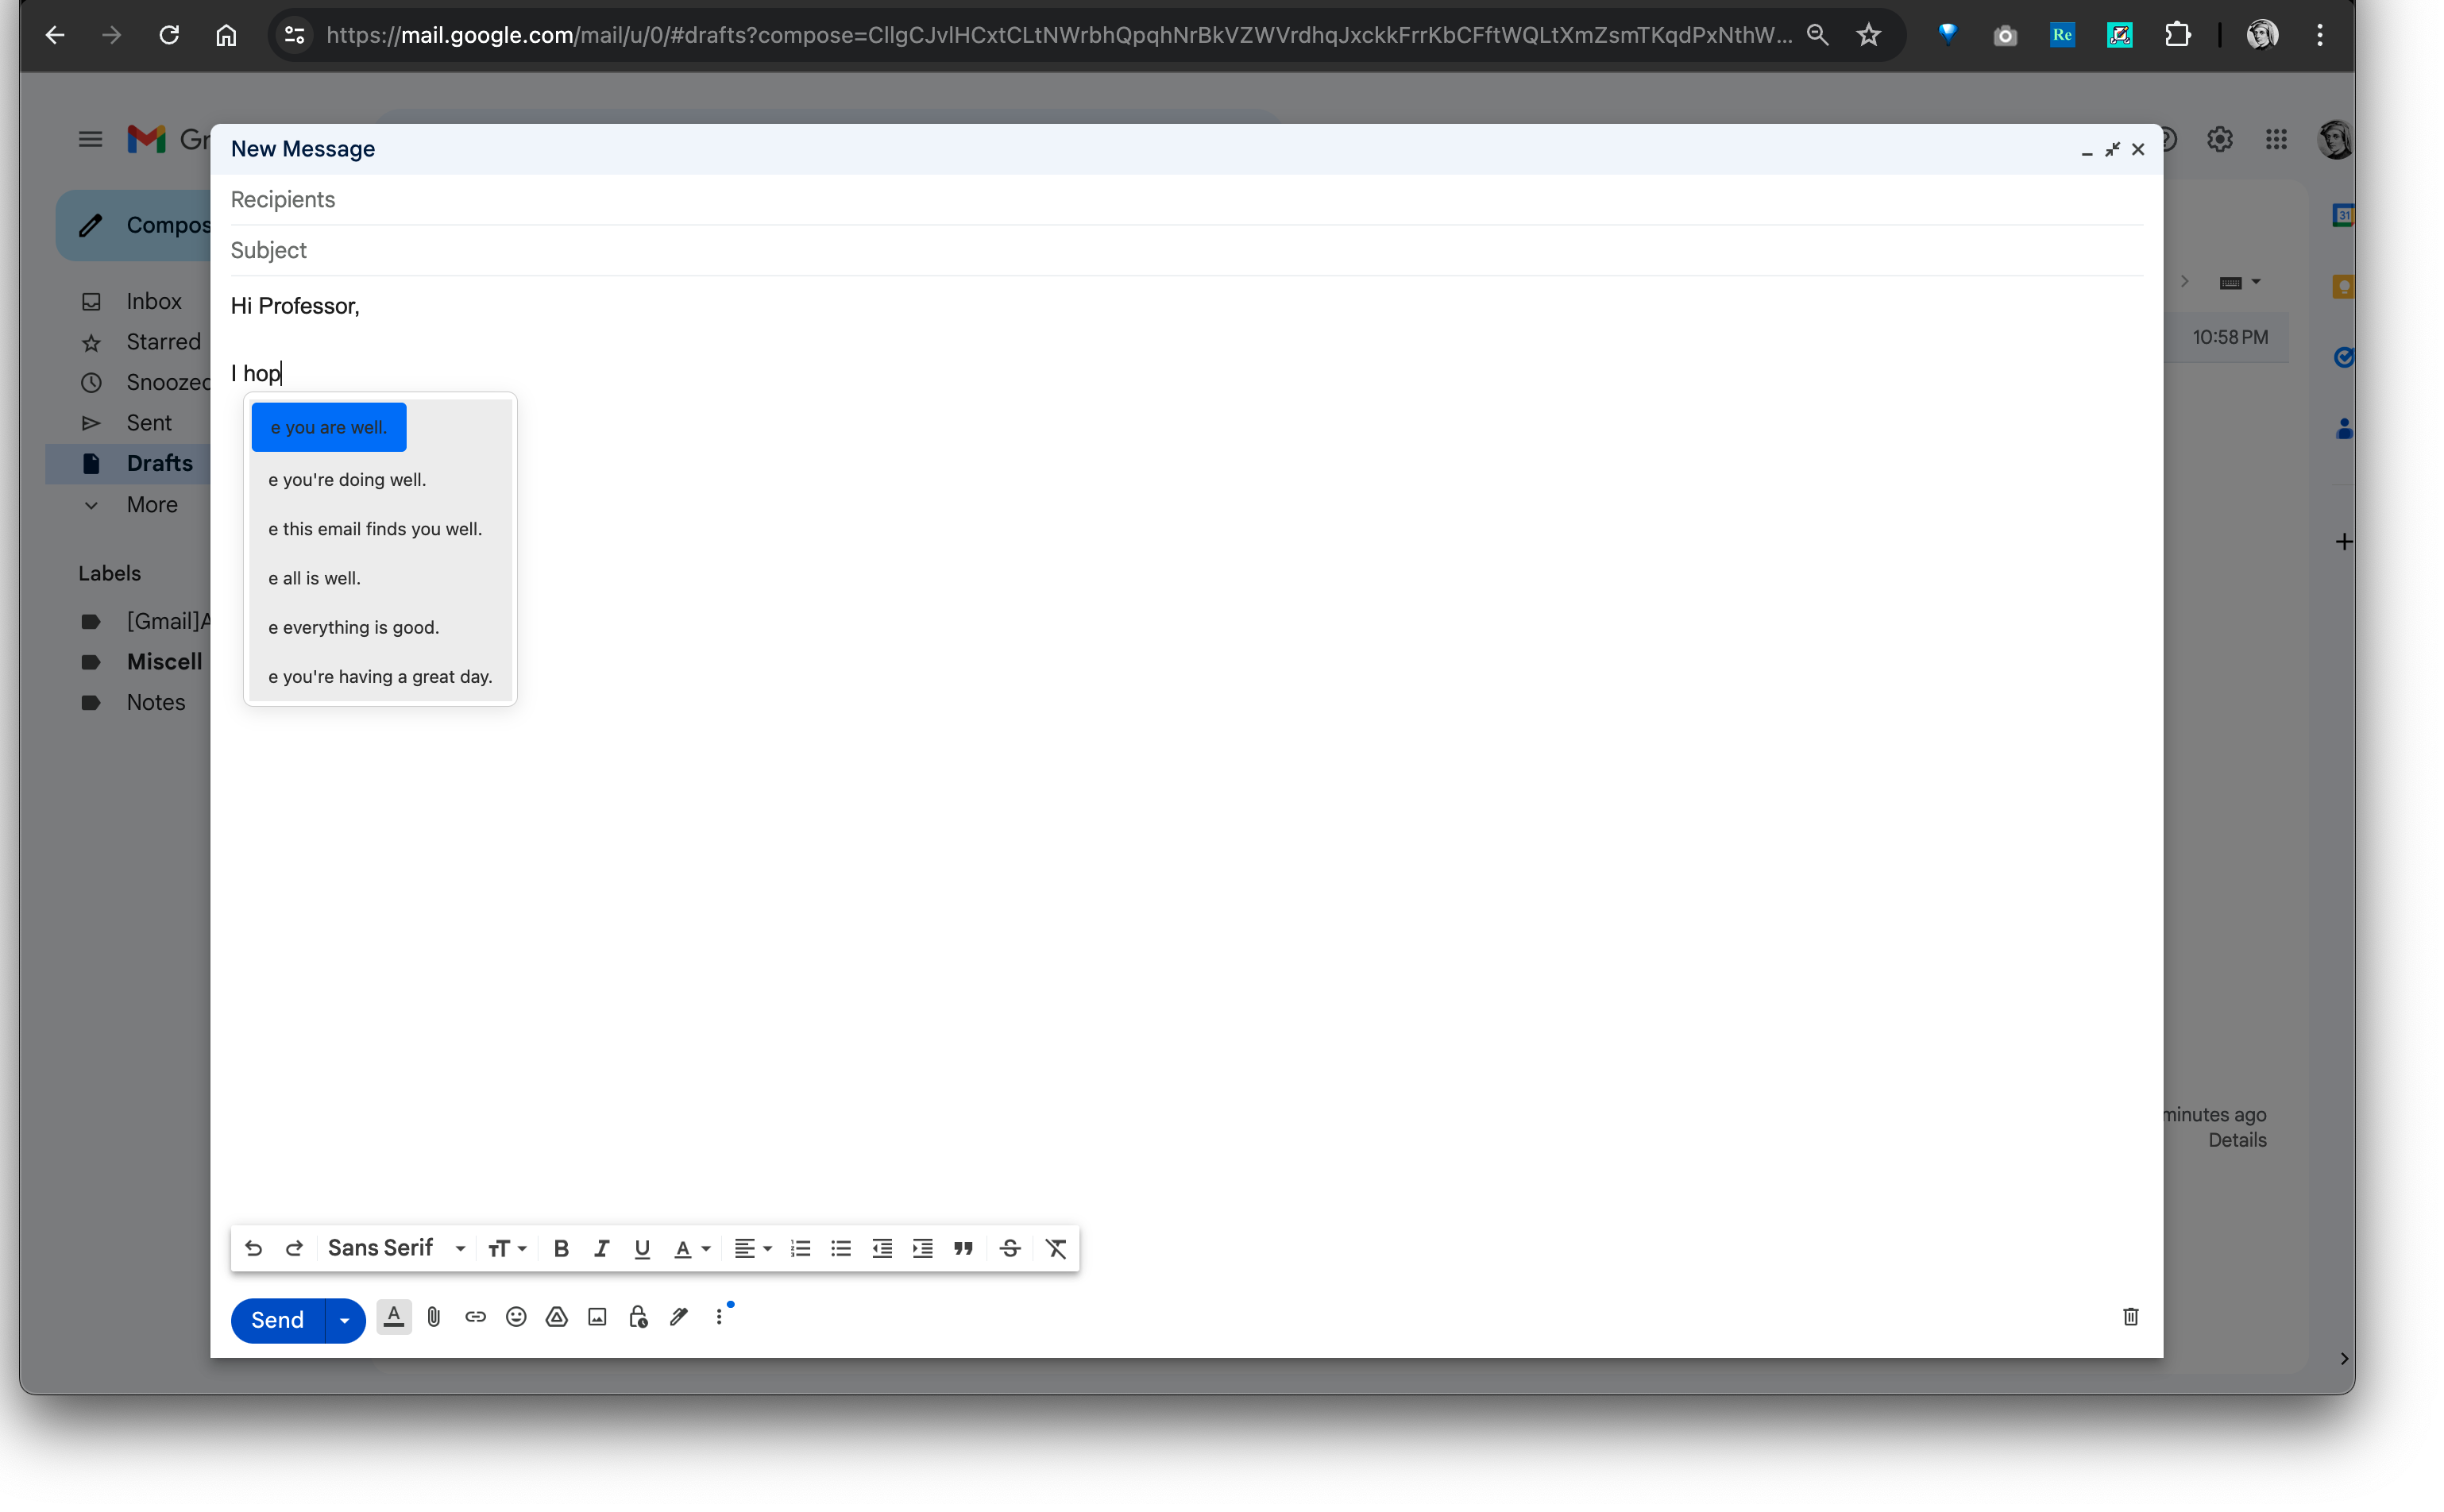 https://mail.google.com/mail/u/0/#drafts?compose=CllgCJvlHCxtCLtNWrbhQpqhNrBkVZWVrdhqJxckkFrrKbCFftWQLtXmZsmTKqdPxNthW...
Re
Gr
New Message
Recipients
Compos
31
Subject
Inbox
Hi Professor,
Starred
10:58 PM
I hop
Snoozed
Sent
e you are well.
Drafts
e you're doing well.
More
e this email finds you well.
Labels
e all is well.
[Gmail]A
e everything is good.
Miscell
e you're having a great day.
Notes
minutes ago
Details
Sans Serif
Send